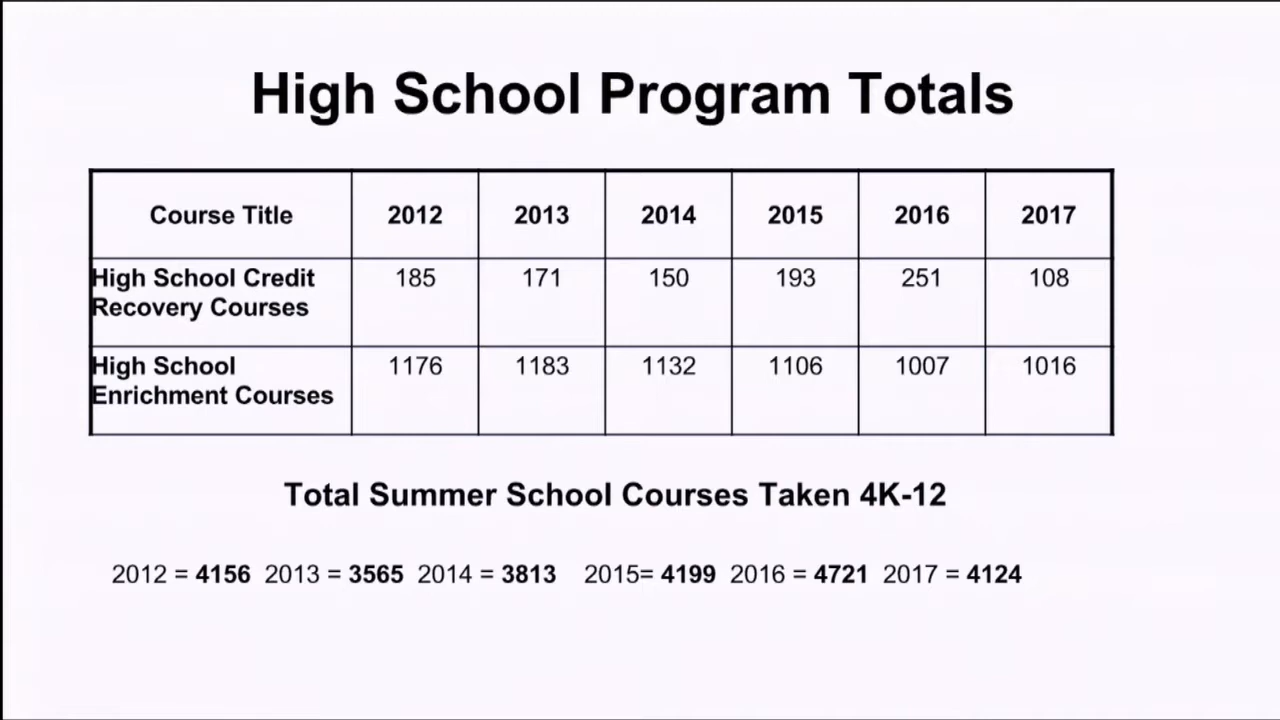 High School Program Totals
Course Title 2012 2013 2014 2015 2016 2017
High School Credit 185 171 150 193 251 108
Recovery Courses
High School 1176 1183 1132 1106 1007 1016
Enrichment Courses
Total Summer School Courses Taken 4K-12
2012 = 4156 2013 = 3565 2014 = 3813 2015= 4199 2016 = 4721 2017 = 4124